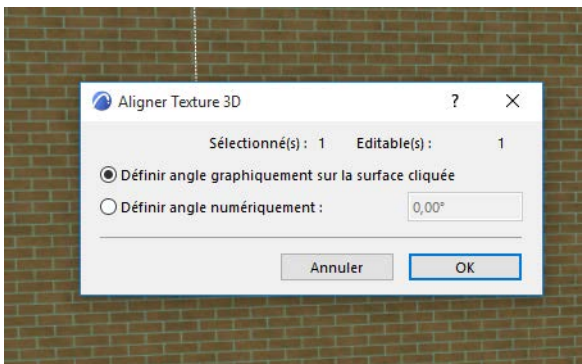 Aligner Texture 3D ?
Sélectionné(s) : 1 Editable(s) : 1
Définir angle graphiquement sur la surface cliquée
Définir angle numériquement : 0,00°
Annuler OK